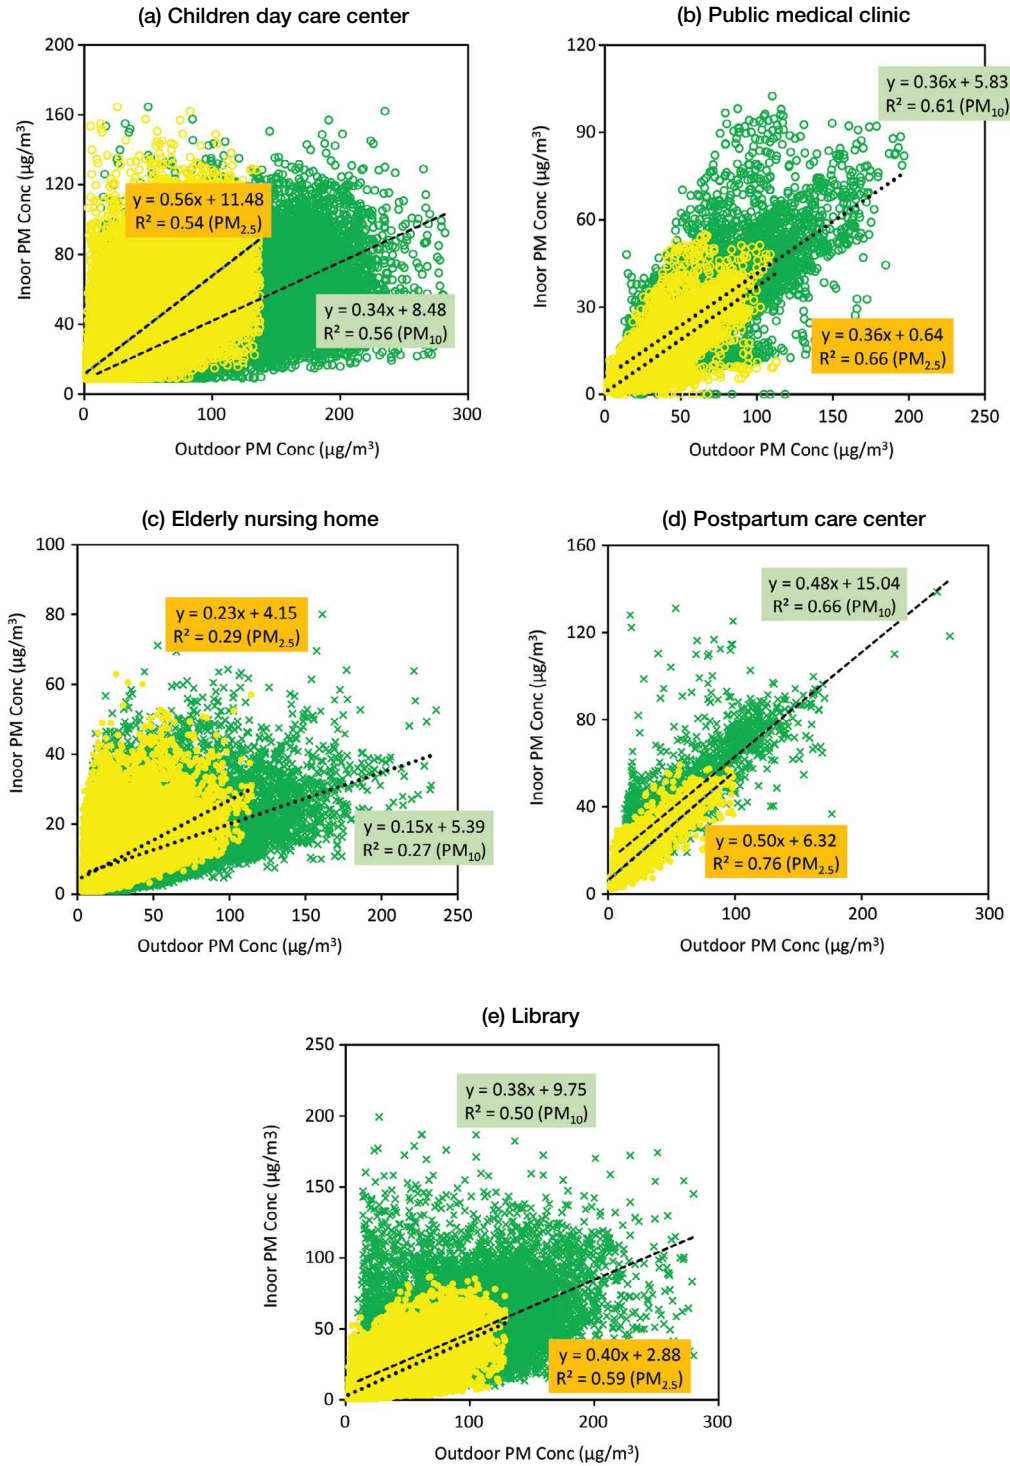 (a) Children day care center
200
160
120
80
40
0
0 100 200 300
Inoor PM Conc (µg/m³)
Outdoor PM Conc (µg/m³)
y = 0.56x + 11.48
R² = 0.54 (PM₂.₅)
y = 0.34x + 8.48
R² = 0.56 (PM₁₀)
(b) Public medical clinic
120
90
60
30
0
0 50 100 150 200 250
Inoor PM Conc (µg/m³)
Outdoor PM Conc (µg/m³)
y = 0.36x + 5.83
R² = 0.61 (PM₁₀)
y = 0.36x + 0.64
R² = 0.66 (PM₂.₅)
(c) Elderly nursing home
100
80
60
40
20
0
0 50 100 150 200 250
Inoor PM Conc (µg/m³)
Outdoor PM Conc (µg/m³)
y = 0.23x + 4.15
R² = 0.29 (PM₂.₅)
y = 0.15x + 5.39
R² = 0.27 (PM₁₀)
(d) Postpartum care center
160
120
80
40
0
0 100 200 300
Inoor PM Conc (µg/m³)
Outdoor PM Conc (µg/m³)
y = 0.48x + 15.04
R² = 0.66 (PM₁₀)
y = 0.50x + 6.32
R² = 0.76 (PM₂.₅)
(e) Library
250
200
150
100
50
0
0 100 200 300
Inoor PM Conc (µg/m3)
Outdoor PM Conc (µg/m³)
y = 0.38x + 9.75
R² = 0.50 (PM₁₀)
y = 0.40x + 2.88
R² = 0.59 (PM₂.₅)